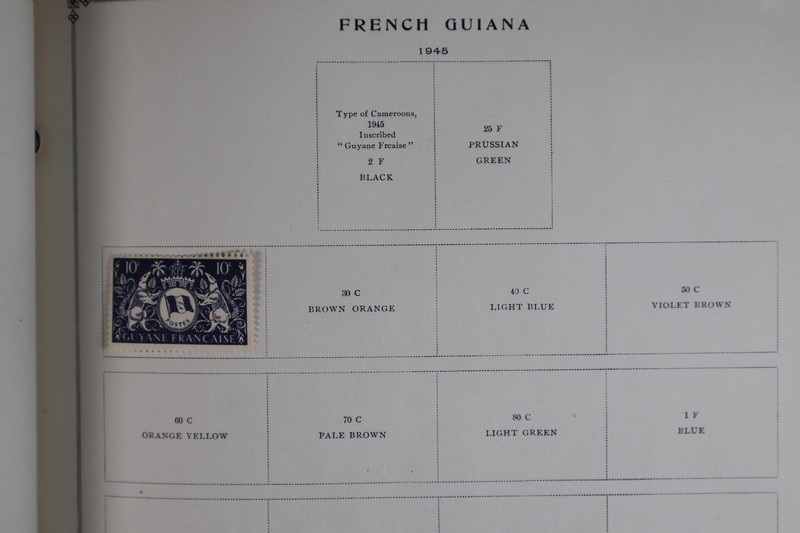 FRENCH GUIANA
1945
Type of Cameroons,
1945
Inscribed
"Guyane Frcaise"
2 F
BLACK
25 F
PRUSSIAN
GREEN
10c 10c
RF
POSTES
GUYANE FRANÇAISE
30 C
BROWN ORANGE
40 C
LIGHT BLUE
50 C
VIOLET BROWN
60 C
ORANGE YELLOW
70 C
PALE BROWN
80 C
LIGHT GREEN
1 F
BLUE